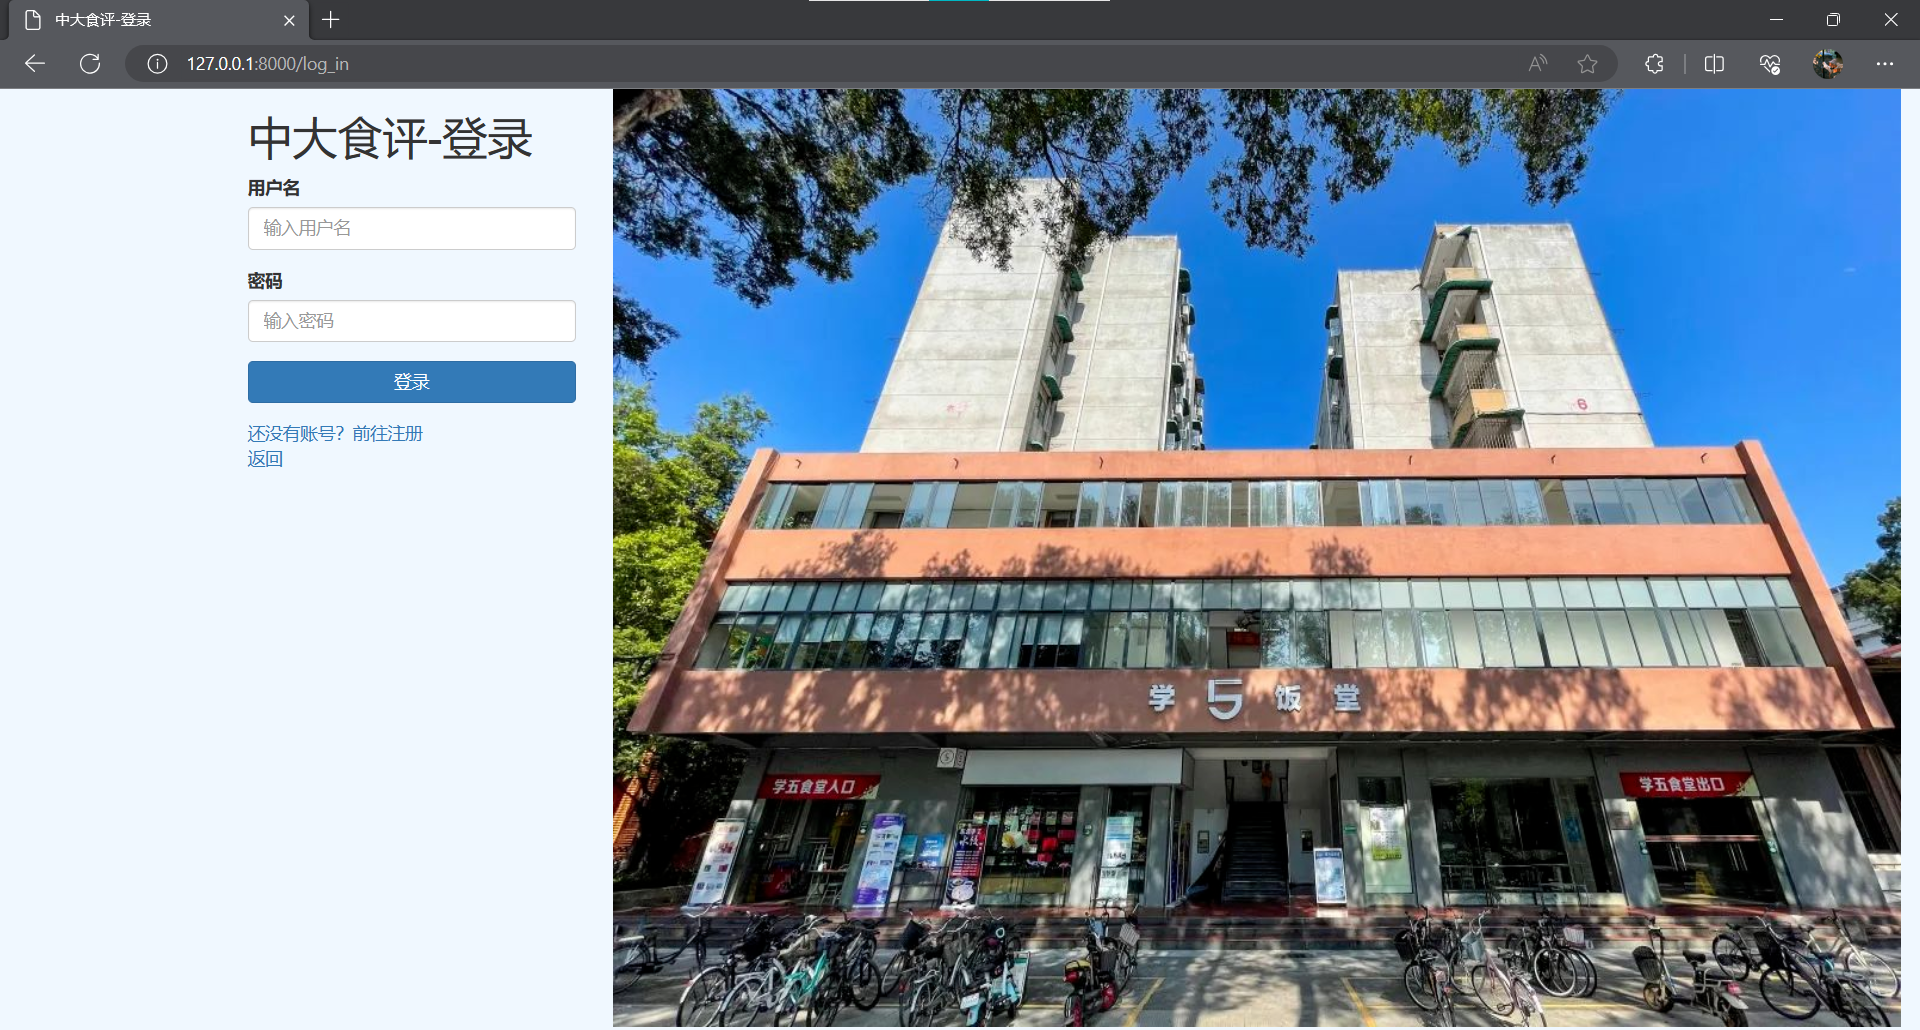 中大食评-登录
127.0.0.1:8000/log_in
中大食评-登录
用户名
输入用户名
密码
输入密码
登录
还没有账号？前往注册
返回
6
学 5 饭 堂
学五食堂入口
学五食堂出口